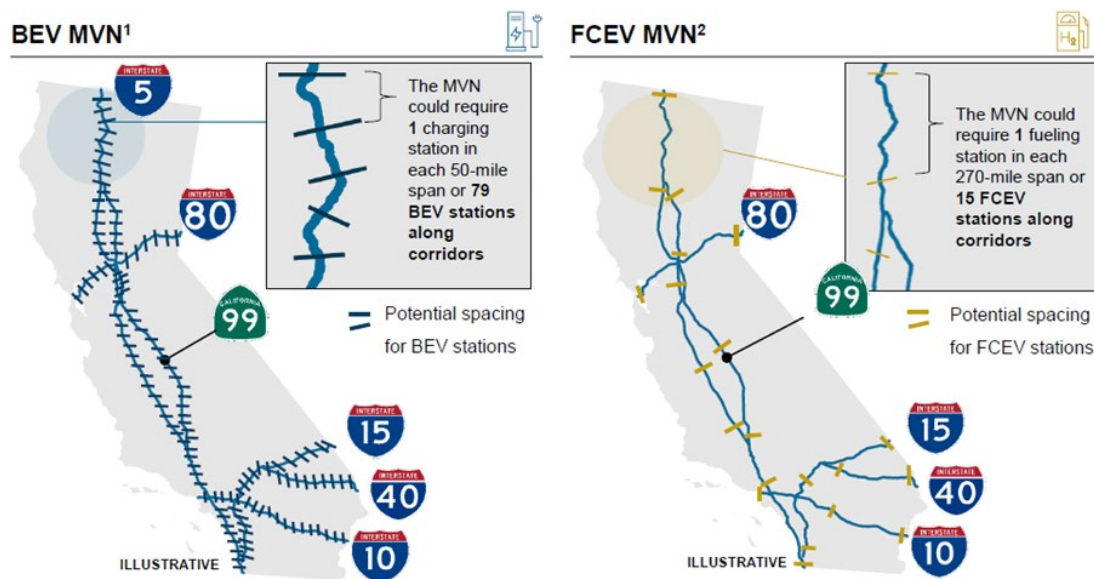 BEV MVN¹
INTERSTATE
5
The MVN
could require
1 charging
station in
each 50-mile
span or 79
BEV stations
along
corridors
INTERSTATE
80
CALIFORNIA
99
Potential spacing
for BEV stations
INTERSTATE
15
INTERSTATE
40
INTERSTATE
10
ILLUSTRATIVE
FCEV MVN²
H2
The MVN could
require 1 fueling
station in each
270-mile span or
15 FCEV
stations along
corridors
INTERSTATE
80
CALIFORNIA
99
Potential spacing
for FCEV stations
INTERSTATE
15
INTERSTATE
40
INTERSTATE
10
ILLUSTRATIVE